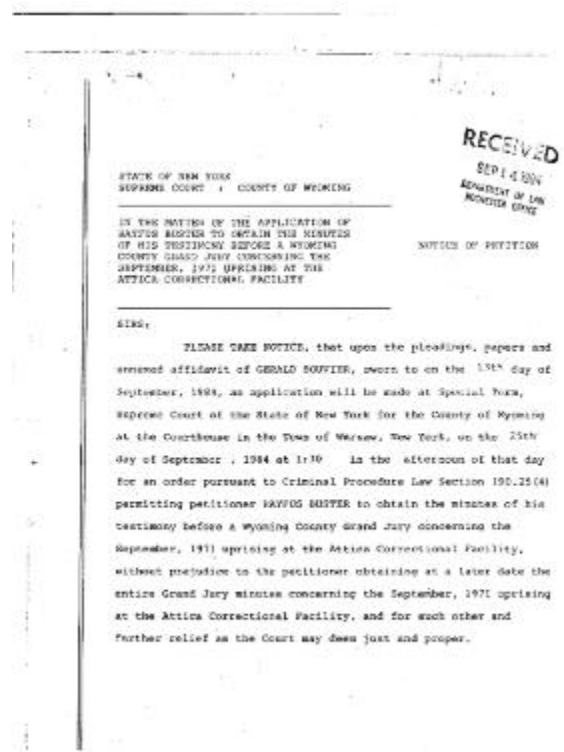 RECEIVED
SEP 14 1984
DEPARTMENT OF LAW
ROCHESTER OFFICE
STATE OF NEW YORK
SUPREME COURT : COUNTY OF WYOMING
IN THE MATTER OF THE APPLICATION OF
BUSTER TO OBTAIN THE MINUTES
OF HIS TESTIMONY BEFORE A WYOMING
COUNTY GRAND JURY CONCERNING THE
SEPTEMBER, 1971 UPRISING AT THE
ATTICA CORRECTIONAL FACILITY
NOTICE OF PETITION
SIRS:
PLEASE TAKE NOTICE, that upon the pleadings, papers and
annexed affidavit of GERALD BOUVIER, sworn to on the 13th day of
September, 1984, an application will be made at Special Term,
Supreme Court of the State of New York for the County of Wyoming
at the Courthouse in the Town of Warsaw, New York, on the 25th
day of September , 1984 at 1:30 in the afternoon of that day
for an order pursuant to Criminal Procedure Law Section 190.25(4)
permitting petitioner BUSTER to obtain the minutes of his
testimony before a Wyoming County Grand Jury concerning the
September, 1971 uprising at the Attica Correctional Facility,
without prejudice to the petitioner obtaining at a later date the
entire Grand Jury minutes concerning the September, 1971 uprising
at the Attica Correctional Facility, and for such other and
further relief as the Court may deem just and proper.